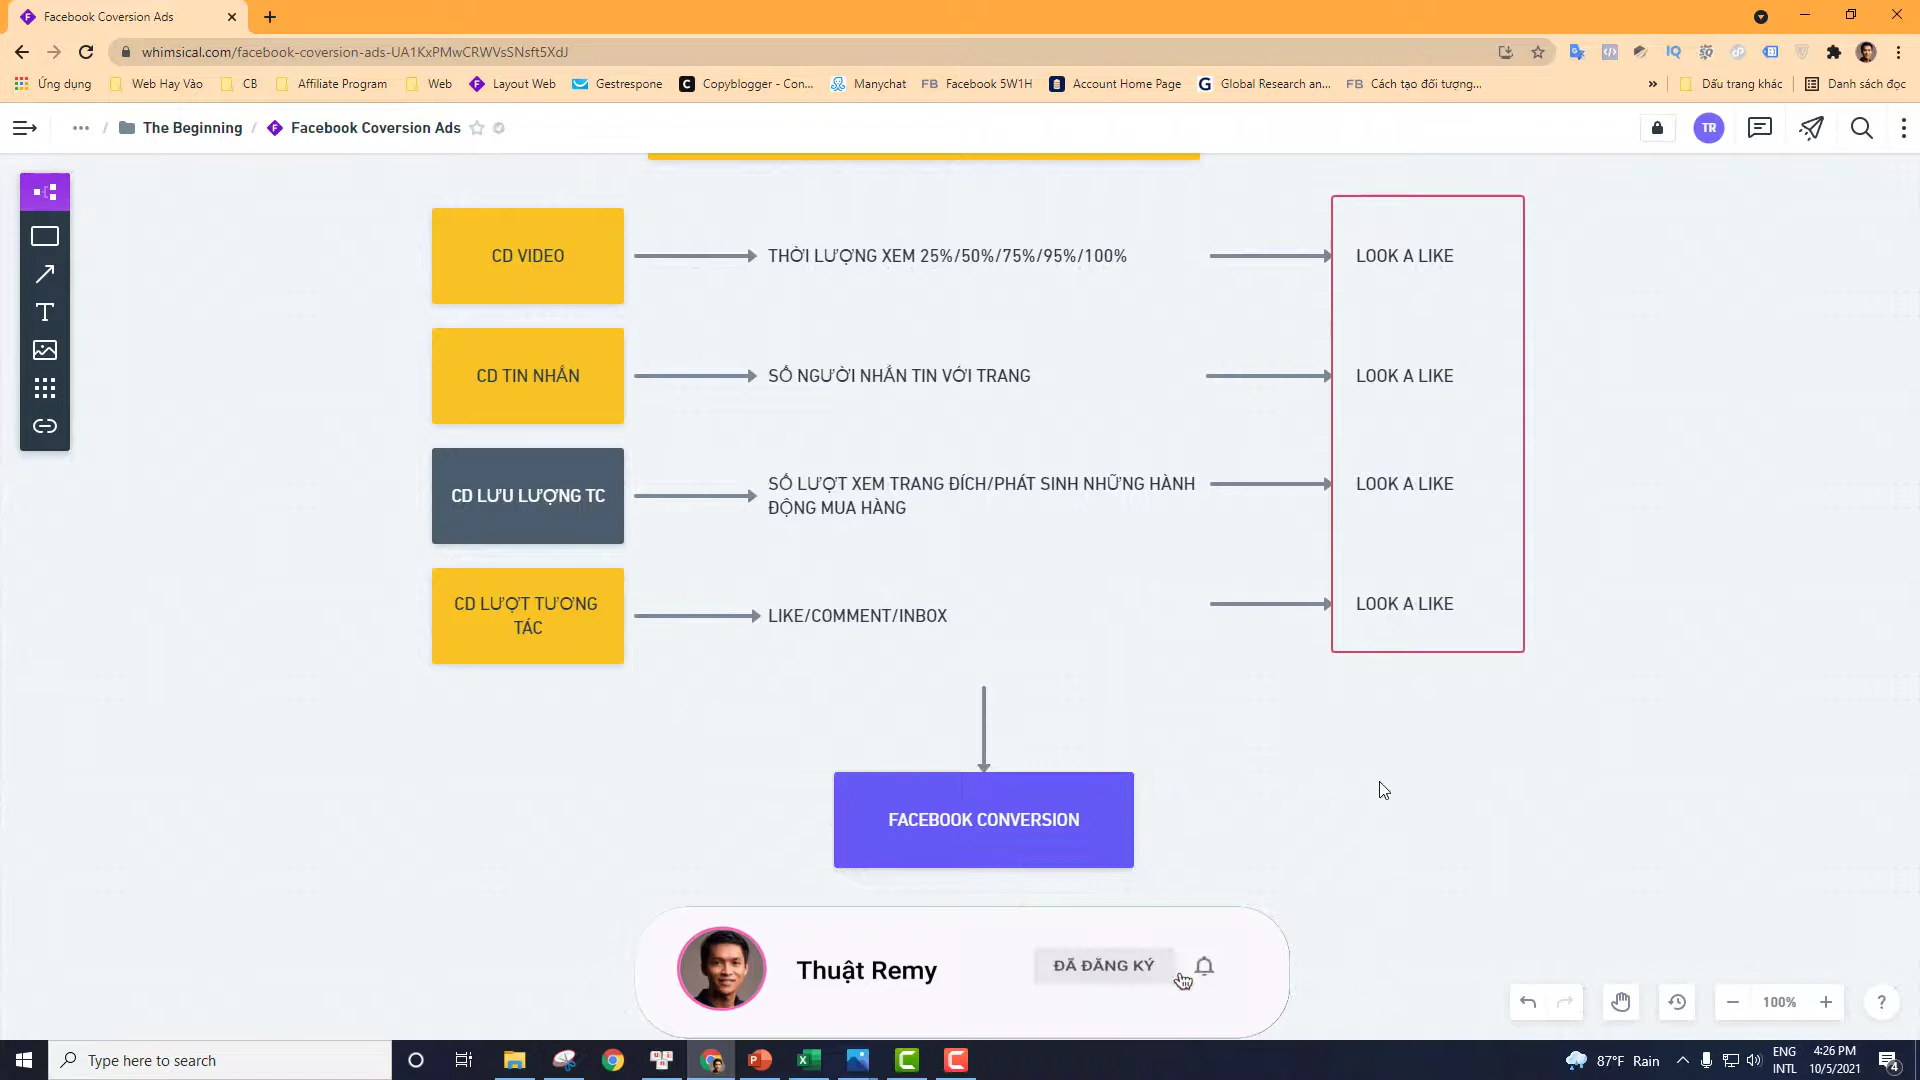 Facebook Coversion Ads
whimsical.com/facebook-coversion-ads-UA1KxPMwCRWVsSNsft5XdJ
Ứng dụng
Web Hay Vào
CB
Affiliate Program
Web
Layout Web
Gestrespone
Copyblogger - Con...
Manychat
FB Facebook 5W1H
Account Home Page
Global Research an...
FB Cách tạo đối tượng...
»
Dấu trang khác
Danh sách đọc
... / The Beginning / Facebook Coversion Ads
TR
CD VIDEO
THỜI LƯỢNG XEM 25%/50%/75%/95%/100%
LOOK A LIKE
CD TIN NHẮN
SỐ NGƯỜI NHẮN TIN VỚI TRANG
LOOK A LIKE
CD LƯU LƯỢNG TC
SỐ LƯỢT XEM TRANG ĐÍCH/PHÁT SINH NHỮNG HÀNH
ĐỘNG MUA HÀNG
LOOK A LIKE
CD LƯỢT TƯƠNG
TÁC
LIKE/COMMENT/INBOX
LOOK A LIKE
FACEBOOK CONVERSION
Thuật Remy
ĐÃ ĐĂNG KÝ
100%
?
Type here to search
87°F Rain
ENG
INTL
4:26 PM
10/5/2021
4